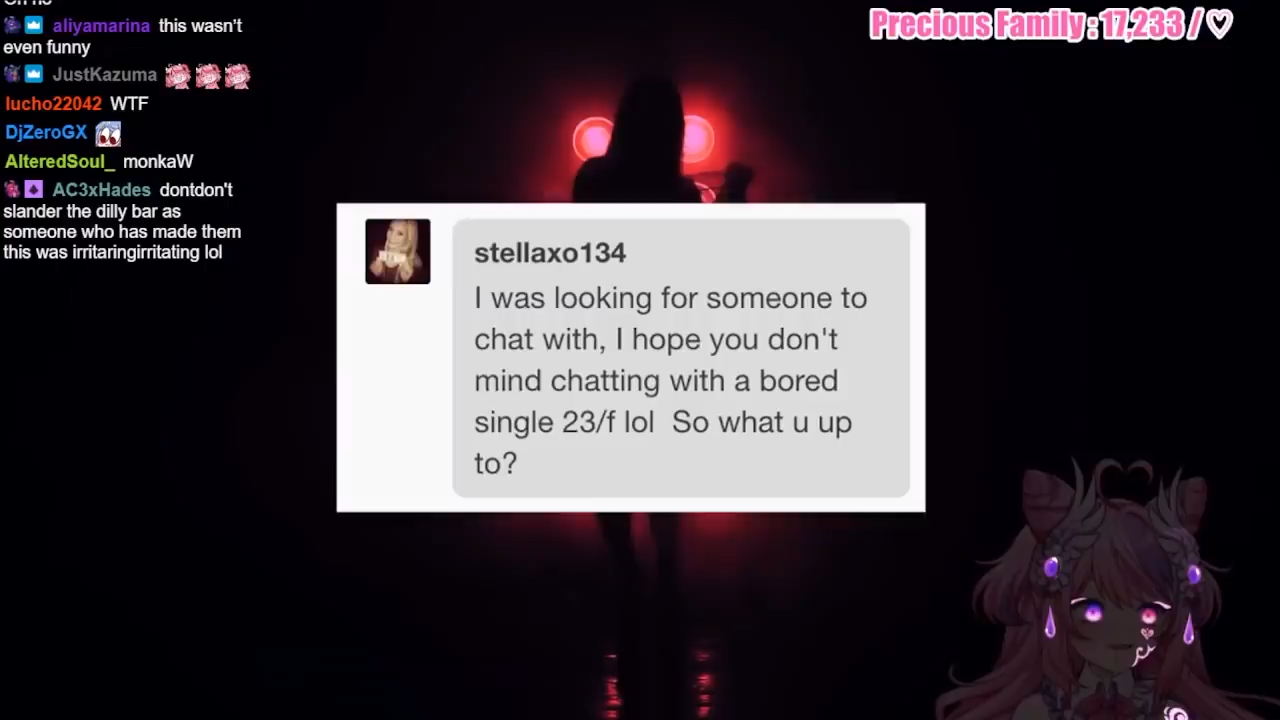 aliyamarina this wasn't
even funny
JustKazuma
lucho22042 WTF
DjZeroGX
AlteredSoul_ monkaW
AC3xHades dontdon't
slander the dilly bar as
someone who has made them
this was irritaringirritating lol
Precious Family : 17,233 / ♡
stellaxo134
I was looking for someone to
chat with, I hope you don't
mind chatting with a bored
single 23/f lol  So what u up
to?